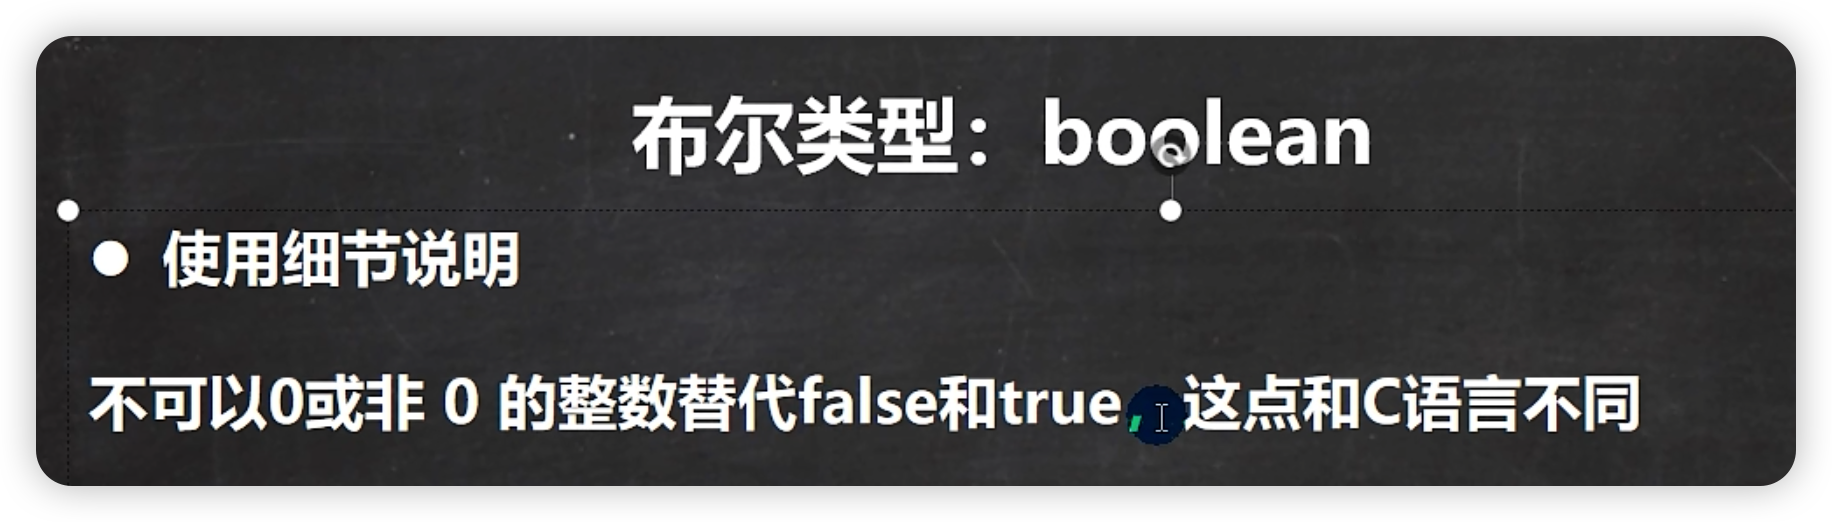 布尔类型：boolean
● 使用细节说明
不可以0或非 0 的整数替代false和true，这点和C语言不同